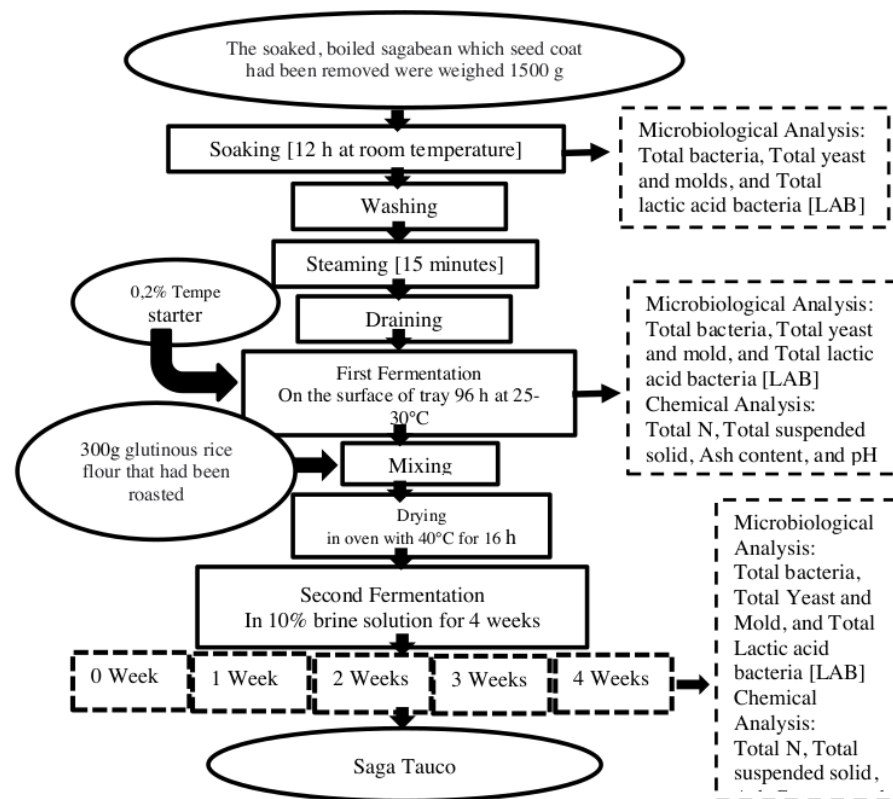 The soaked, boiled sagabean which seed coat
had been removed were weighed 1500 g
Soaking [12 h at room temperature]
Microbiological Analysis:
Total bacteria, Total yeast
and molds, and Total
lactic acid bacteria [LAB]
Washing
Steaming [15 minutes]
0,2% Tempe
starter
Draining
First Fermentation
On the surface of tray 96 h at 25-
30°C
Microbiological Analysis:
Total bacteria, Total yeast
and mold, and Total lactic
acid bacteria [LAB]
Chemical Analysis:
Total N, Total suspended
solid, Ash content, and pH
300g glutinous rice
flour that had been
roasted
Mixing
Drying
in oven with 40°C for 16 h
Second Fermentation
In 10% brine solution for 4 weeks
0 Week
1 Week
2 Weeks
3 Weeks
4 Weeks
Microbiological
Analysis:
Total bacteria,
Total Yeast and
Mold, and Total
Lactic acid
bacteria [LAB]
Chemical
Analysis:
Total N, Total
suspended solid,
Saga Tauco